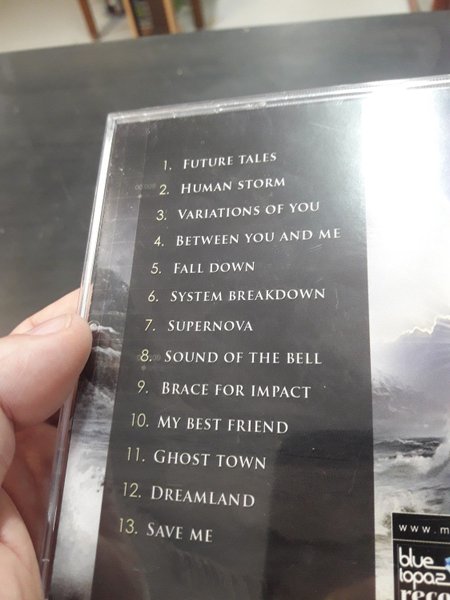 1. FUTURE TALES
2. HUMAN STORM
3. VARIATIONS OF YOU
4. BETWEEN YOU AND ME
5. FALL DOWN
6. SYSTEM BREAKDOWN
7. SUPERNOVA
8. SOUND OF THE BELL
9. BRACE FOR IMPACT
10. MY BEST FRIEND
11. GHOST TOWN
12. DREAMLAND
13. SAVE ME
www.m
blue
topaz
reco